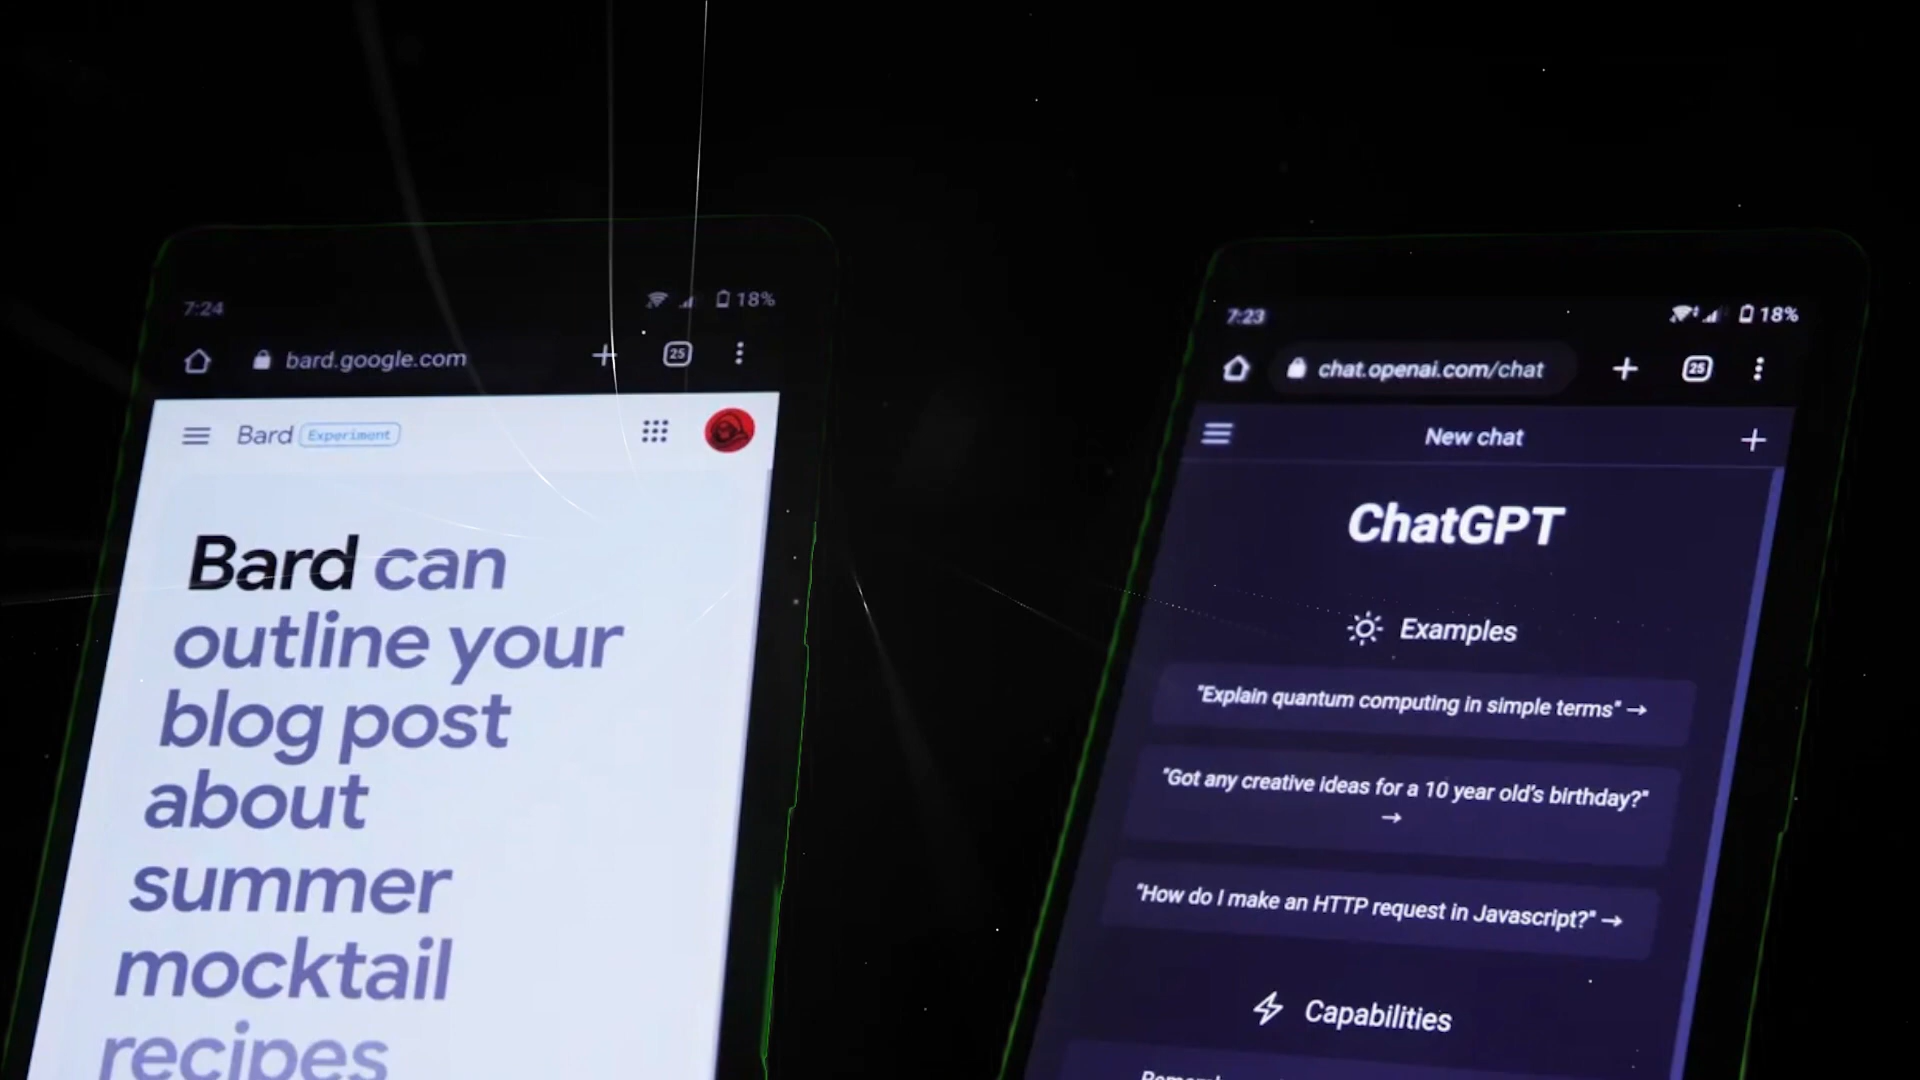 7:24
18%
bard.google.com
25
Bard Experiment
Bard can
outline your
blog post
about
summer
mocktail
recipes
7:23
18%
chat.openai.com/chat
25
New chat
ChatGPT
Examples
"Explain quantum computing in simple terms" →
"Got any creative ideas for a 10 year old's birthday?"
→
"How do I make an HTTP request in Javascript?" →
Capabilities